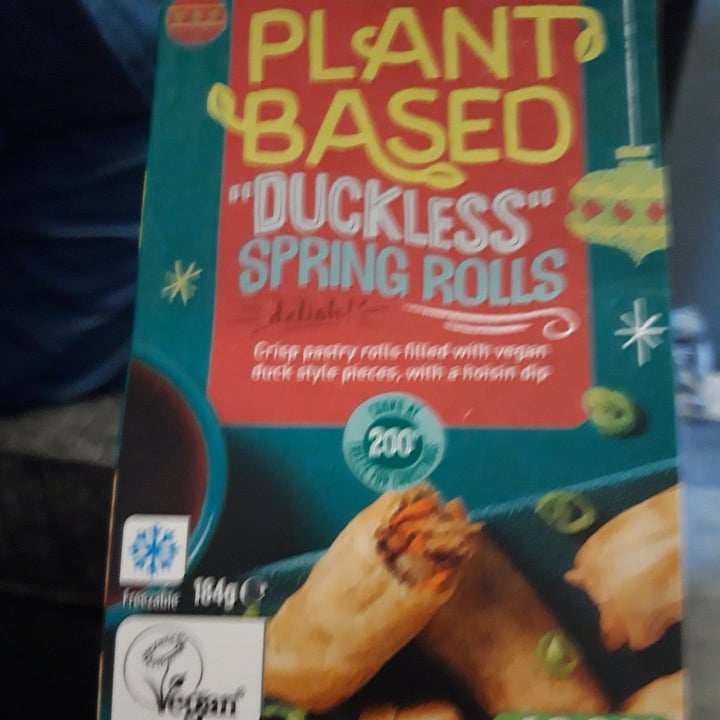 PLANT
BASED
"DUCKLESS"
SPRING ROLLS
delish!
Crisp pastry rolls filled with vegan
duck style pieces, with a hoisin dip
200°
Freezable
184g e
Vegan